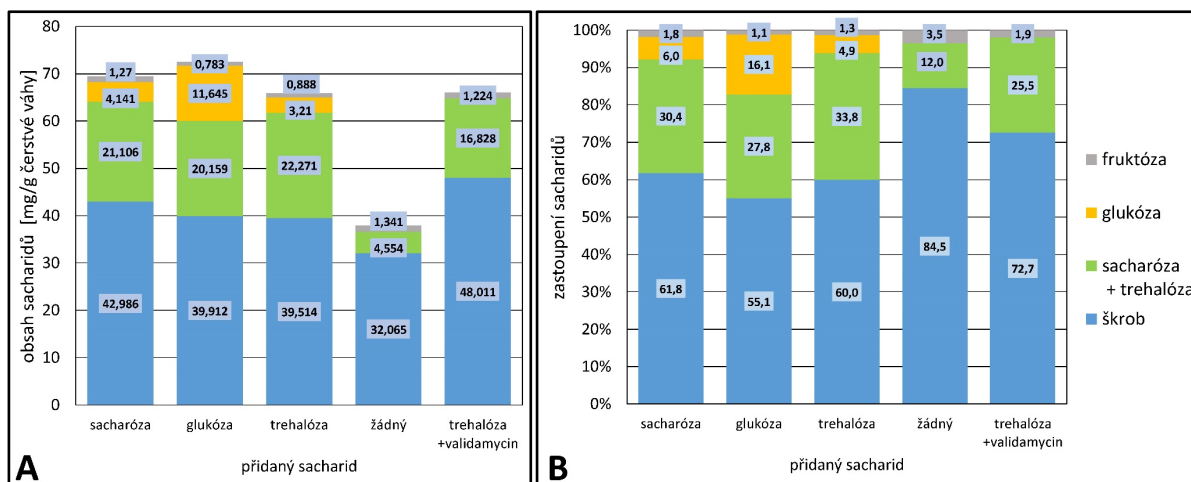 80
70
60
50
40
30
20
10
0
obsah sacharidů [mg/g čerstvé váhy]
1,27
4,141
21,106
42,986
0,783
11,645
20,159
39,912
0,888
3,21
22,271
39,514
1,341
4,554
32,065
1,224
16,828
48,011
sacharóza
glukóza
trehalóza
žádný
trehalóza
+validamycin
přidaný sacharid
A
100%
90%
80%
70%
60%
50%
40%
30%
20%
10%
0%
zastoupení sacharidů
1,8
6,0
30,4
61,8
1,1
16,1
27,8
55,1
1,3
4,9
33,8
60,0
3,5
12,0
84,5
1,9
25,5
72,7
sacharóza
glukóza
trehalóza
žádný
trehalóza
+validamycin
přidaný sacharid
B
fruktóza
glukóza
sacharóza
+ trehalóza
škrob